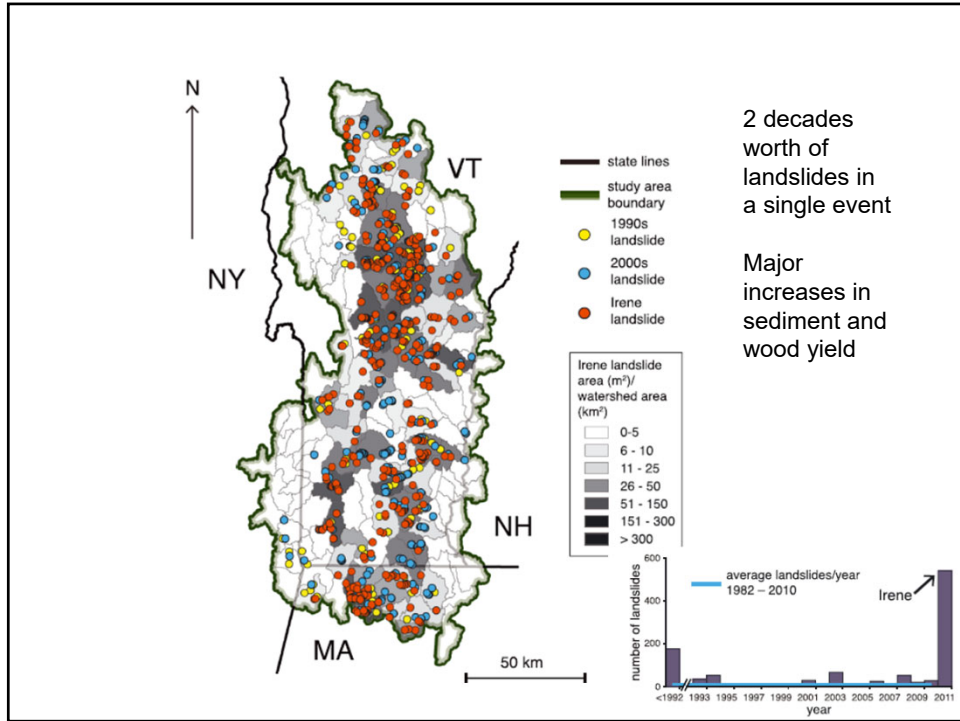 N
VT
NY
NH
MA
50 km
state lines
study area
boundary
1990s
landslide
2000s
landslide
Irene
landslide
Irene landslide
area (m²)/
watershed area
(km²)
0-5
6 - 10
11 - 25
26 - 50
51 - 150
151 - 300
> 300
2 decades
worth of
landslides in
a single event
Major
increases in
sediment and
wood yield
600
400
200
0
number of landslides
average landslides/year
1982 – 2010
Irene
<1992 1993 1995 1997 1999 2001 2003 2005 2007 2009 2011
year